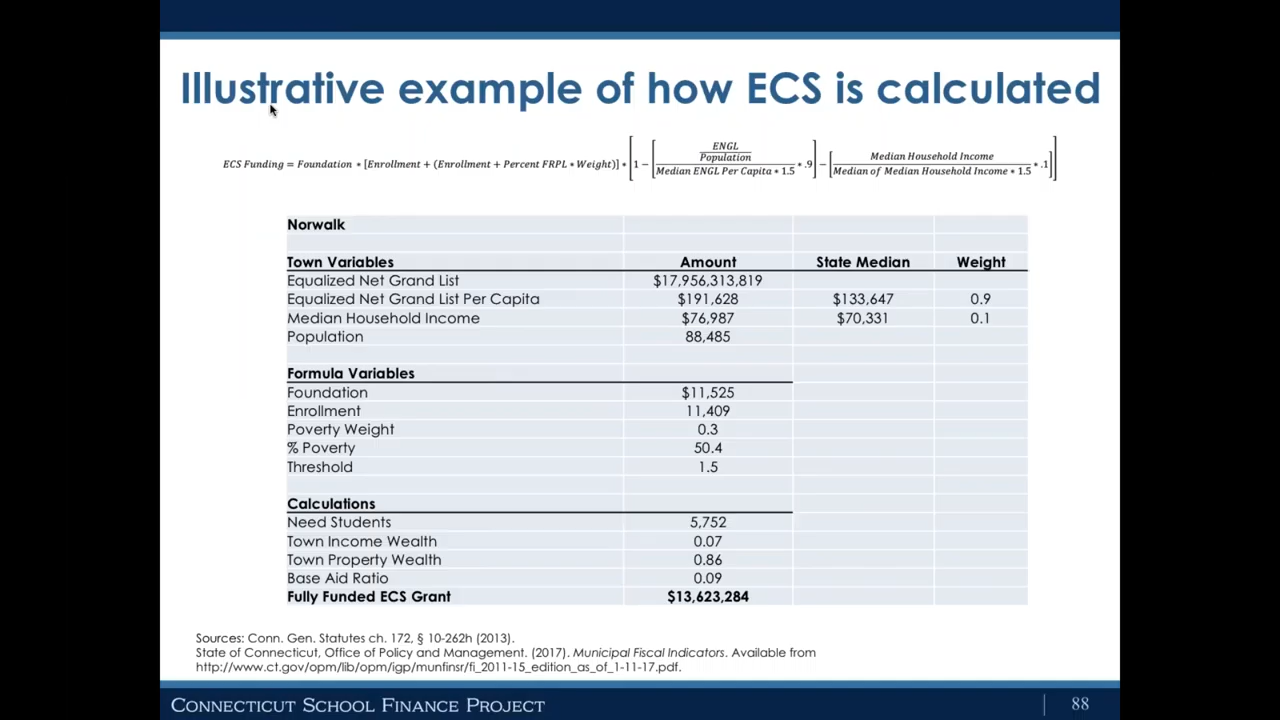 Illustrative example of how ECS is calculated
ECS Funding = Foundation * [Enrollment + (Enrollment + Percent FRPL * Weight)] * [1 − [ENGL / Population / Median ENGL Per Capita * 1.5 * .9] − [Median Household Income / Median of Median Household Income * 1.5 * .1]]
Norwalk
Town Variables Amount State Median Weight
Equalized Net Grand List $17,956,313,819
Equalized Net Grand List Per Capita $191,628 $133,647 0.9
Median Household Income $76,987 $70,331 0.1
Population 88,485
Formula Variables
Foundation $11,525
Enrollment 11,409
Poverty Weight 0.3
% Poverty 50.4
Threshold 1.5
Calculations
Need Students 5,752
Town Income Wealth 0.07
Town Property Wealth 0.86
Base Aid Ratio 0.09
Fully Funded ECS Grant $13,623,284
Sources: Conn. Gen. Statutes ch. 172, § 10-262h (2013).
State of Connecticut, Office of Policy and Management. (2017). Municipal Fiscal Indicators. Available from
http://www.ct.gov/opm/lib/opm/igp/munfinsr/fi_2011-15_edition_as_of_1-11-17.pdf.
CONNECTICUT SCHOOL FINANCE PROJECT 88